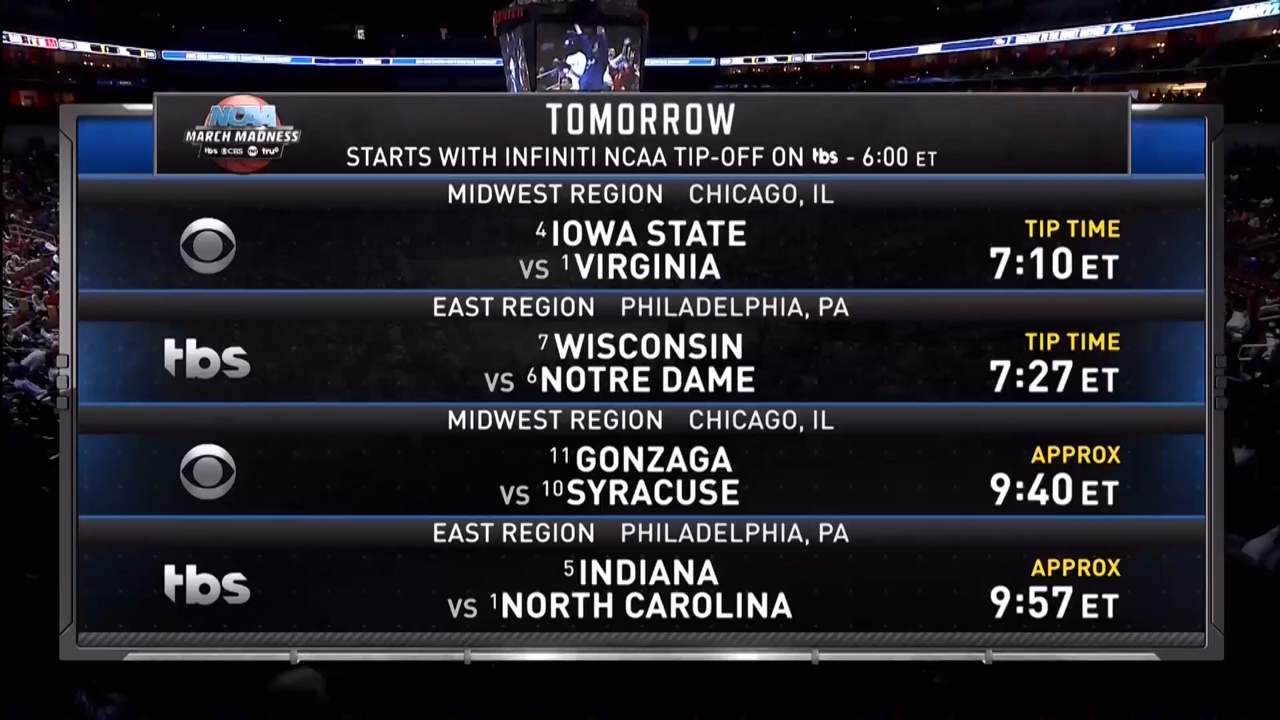 NCAA
MARCH MADNESS
tbs CBS tnt tru
TOMORROW
STARTS WITH INFINITI NCAA TIP-OFF ON tbs - 6:00 ET
MIDWEST REGION CHICAGO, IL
4 IOWA STATE
VS 1 VIRGINIA
TIP TIME
7:10 ET
EAST REGION PHILADELPHIA, PA
tbs
7 WISCONSIN
VS 6 NOTRE DAME
TIP TIME
7:27 ET
MIDWEST REGION CHICAGO, IL
11 GONZAGA
VS 10 SYRACUSE
APPROX
9:40 ET
EAST REGION PHILADELPHIA, PA
tbs
5 INDIANA
VS 1 NORTH CAROLINA
APPROX
9:57 ET